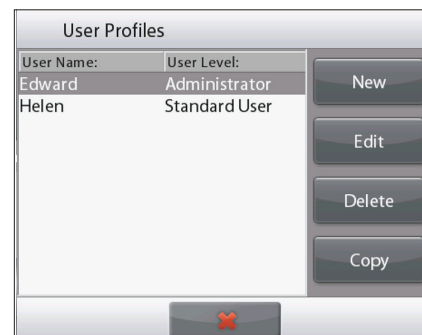 User Profiles
User Name: User Level:
Edward Administrator
Helen Standard User
New
Edit
Delete
Copy